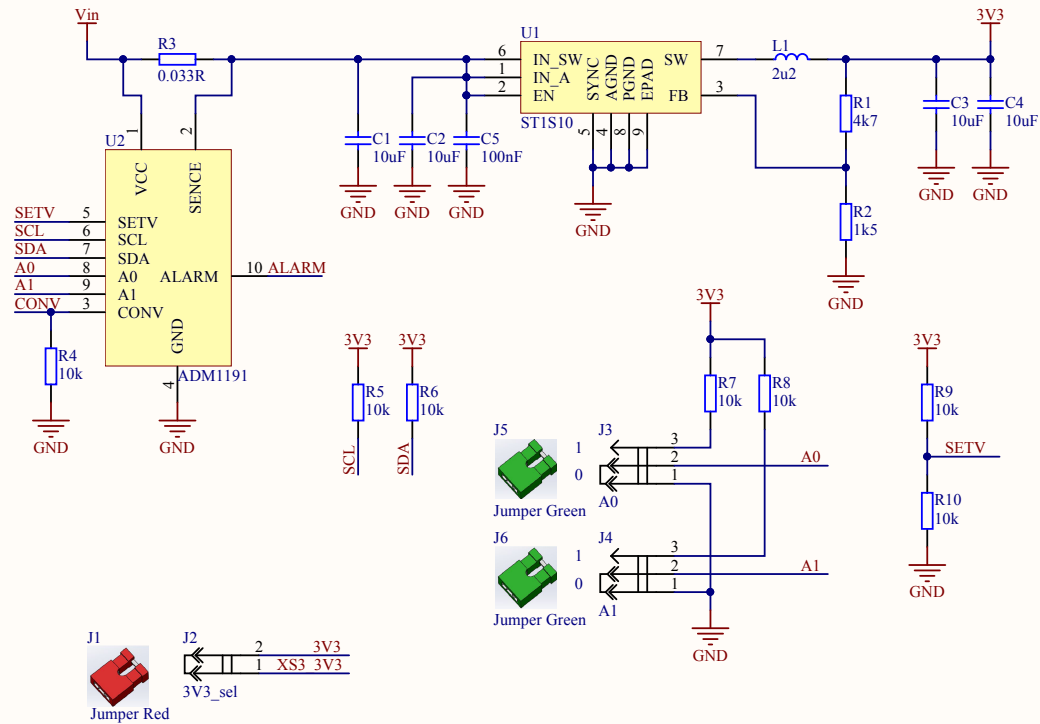 Vin
R3
0.033R
U2
1
2
VCC
SENCE
SETV 5 SETV
SCL 6 SCL
SDA 7 SDA
A0 8 A0
A1 9 A1
CONV 3 CONV
ALARM 10 ALARM
GND
4
ADM1191
R4
10k
GND
GND
C1
10uF
GND
C2
10uF
GND
C5
100nF
GND
U1
6 IN_SW
1 IN_A
2 EN
SYNC
AGND
PGND
EPAD
SW 7
FB 3
ST1S10
5
4
8
9
GND
L1
2u2
R1
4k7
R2
1k5
GND
3V3
C3
10uF
GND
C4
10uF
GND
3V3
R5
10k
SCL
3V3
R6
10k
SDA
3V3
R7
10k
R8
10k
J5
Jumper Green
J3
1
0
3
2
1
A0
A0
J6
Jumper Green
J4
1
0
3
2
1
A1
A1
GND
3V3
R9
10k
SETV
R10
10k
GND
J1
Jumper Red
J2
2 3V3
1 XS3_3V3
3V3_sel